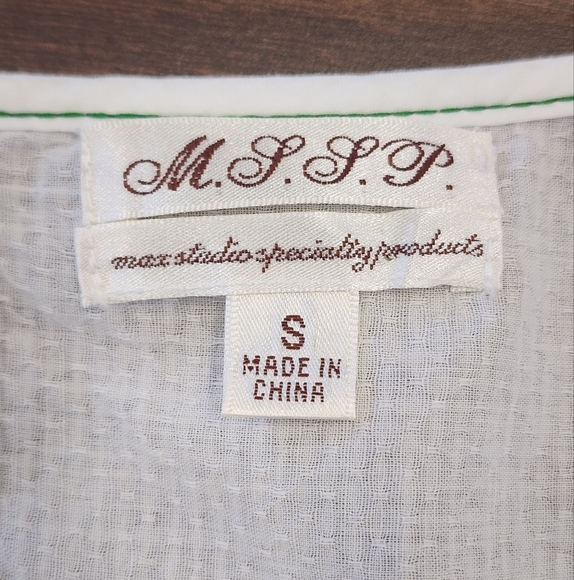 M.S.S.P.
max studio specialty products
S
MADE IN
CHINA